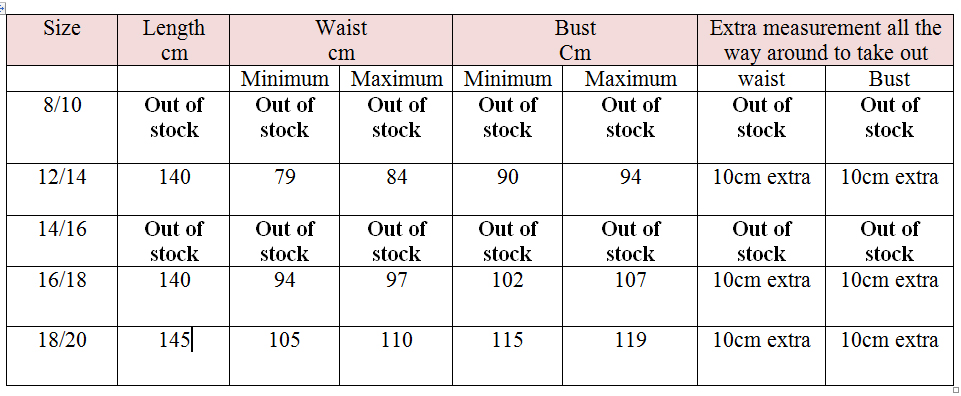 Size Length Waist Bust Extra measurement all the
cm cm Cm way around to take out
Minimum Maximum Minimum Maximum waist Bust
8/10 Out of Out of Out of Out of Out of Out of Out of
stock stock stock stock stock stock stock
12/14 140 79 84 90 94 10cm extra 10cm extra
14/16 Out of Out of Out of Out of Out of Out of Out of
stock stock stock stock stock stock stock
16/18 140 94 97 102 107 10cm extra 10cm extra
18/20 145 105 110 115 119 10cm extra 10cm extra